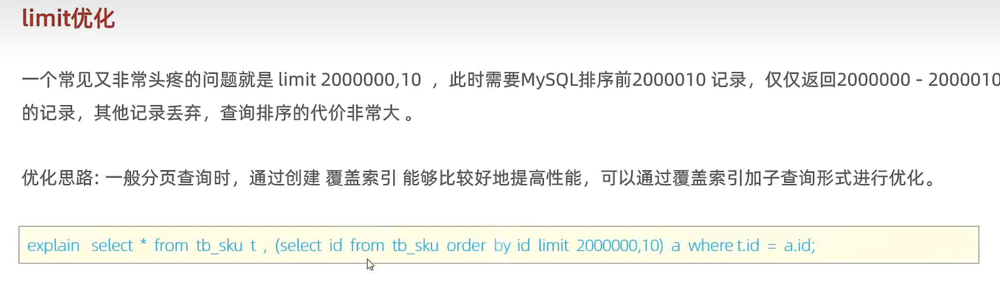 limit优化
一个常见又非常头疼的问题就是 limit 2000000,10 ，此时需要MySQL排序前2000010 记录，仅仅返回2000000 - 2000010
的记录，其他记录丢弃，查询排序的代价非常大 。
优化思路: 一般分页查询时，通过创建 覆盖索引 能够比较好地提高性能，可以通过覆盖索引加子查询形式进行优化。
explain select * from tb_sku t , (select id from tb_sku order by id limit 2000000,10) a where t.id = a.id;